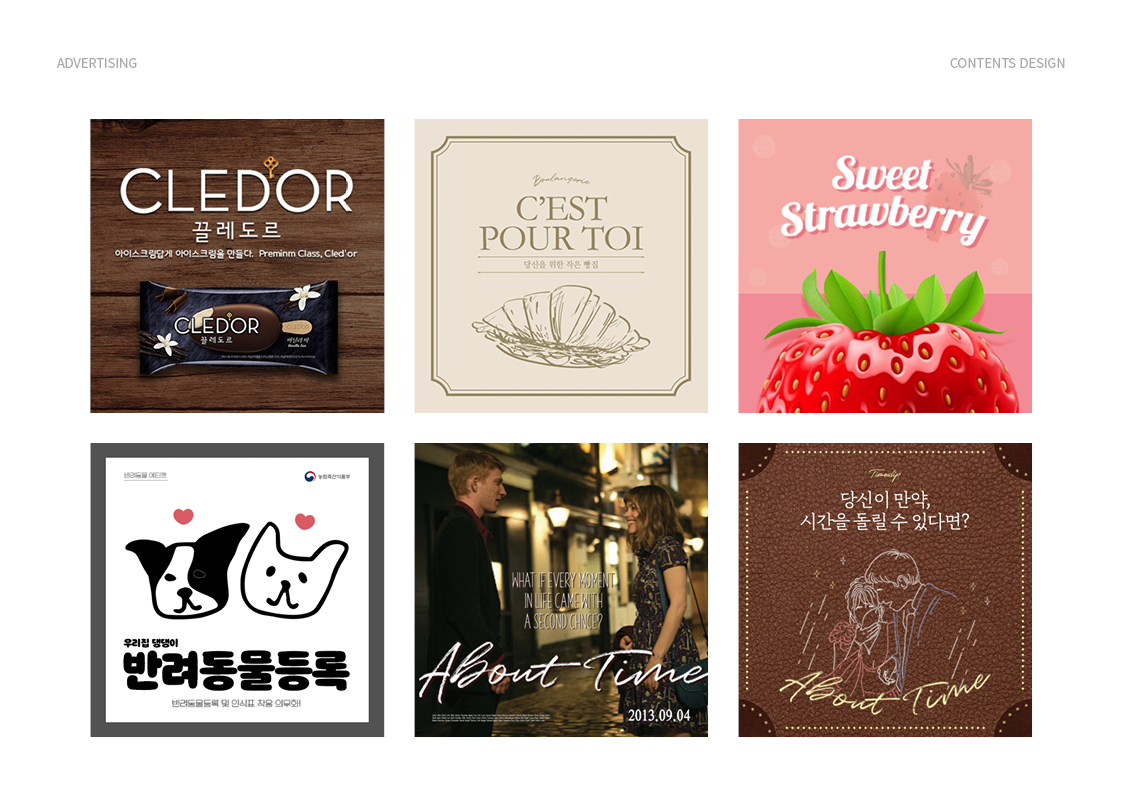 ADVERTISING
CONTENTS DESIGN
CLED'OR
끌레도르
아이스크림답게 아이스크림을 만들다. Preminm Class, Cled'or
CLEDOR
끌레도르
Boulangerie
C'EST
POUR TOI
당신을 위한 작은 빵집
Sweet
Strawberry
반려동물 에티켓
농림축산식품부
우리집 댕댕이
반려동물등록
반려동물등록 및 인식표 착용 의무화!
WHAT IF EVERY MOMENT
IN LIFE CAME WITH
A SECOND CHNCE?
About Time
2013.09.04
Timeslip
당신이 만약,
시간을 돌릴 수 있다면?
About Time